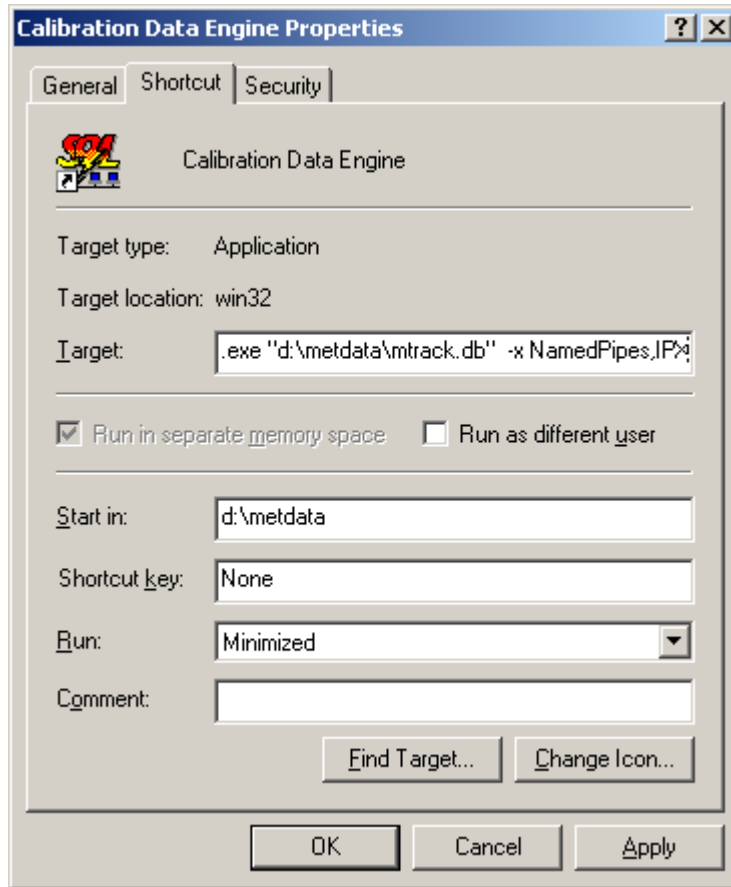 Calibration Data Engine Properties
General Shortcut Security
SQL
Calibration Data Engine
Target type: Application
Target location: win32
Target: .exe "d:\metdata\mtrack.db" -x NamedPipes,IPX
Run in separate memory space Run as different user
Start in: d:\metdata
Shortcut key: None
Run: Minimized
Comment:
Find Target... Change Icon...
OK Cancel Apply